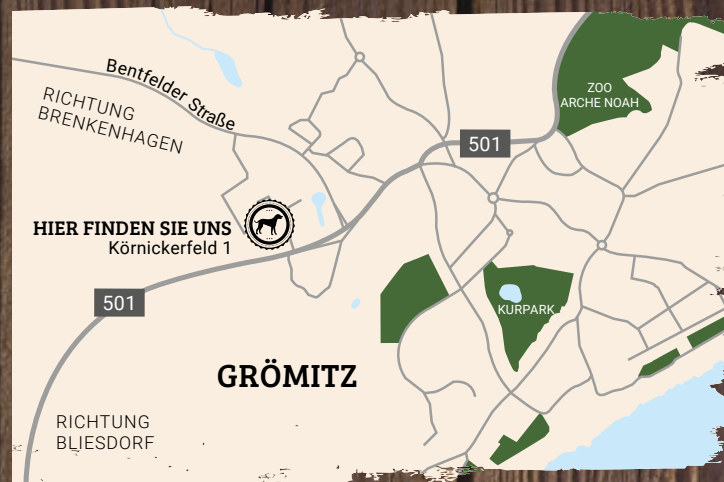 Bentfelder Straße
RICHTUNG
BRENKENHAGEN
ZOO
ARCHE NOAH
501
HIER FINDEN SIE UNS
Körnickerfeld 1
501
KURPARK
GRÖMITZ
RICHTUNG
BLIESDORF